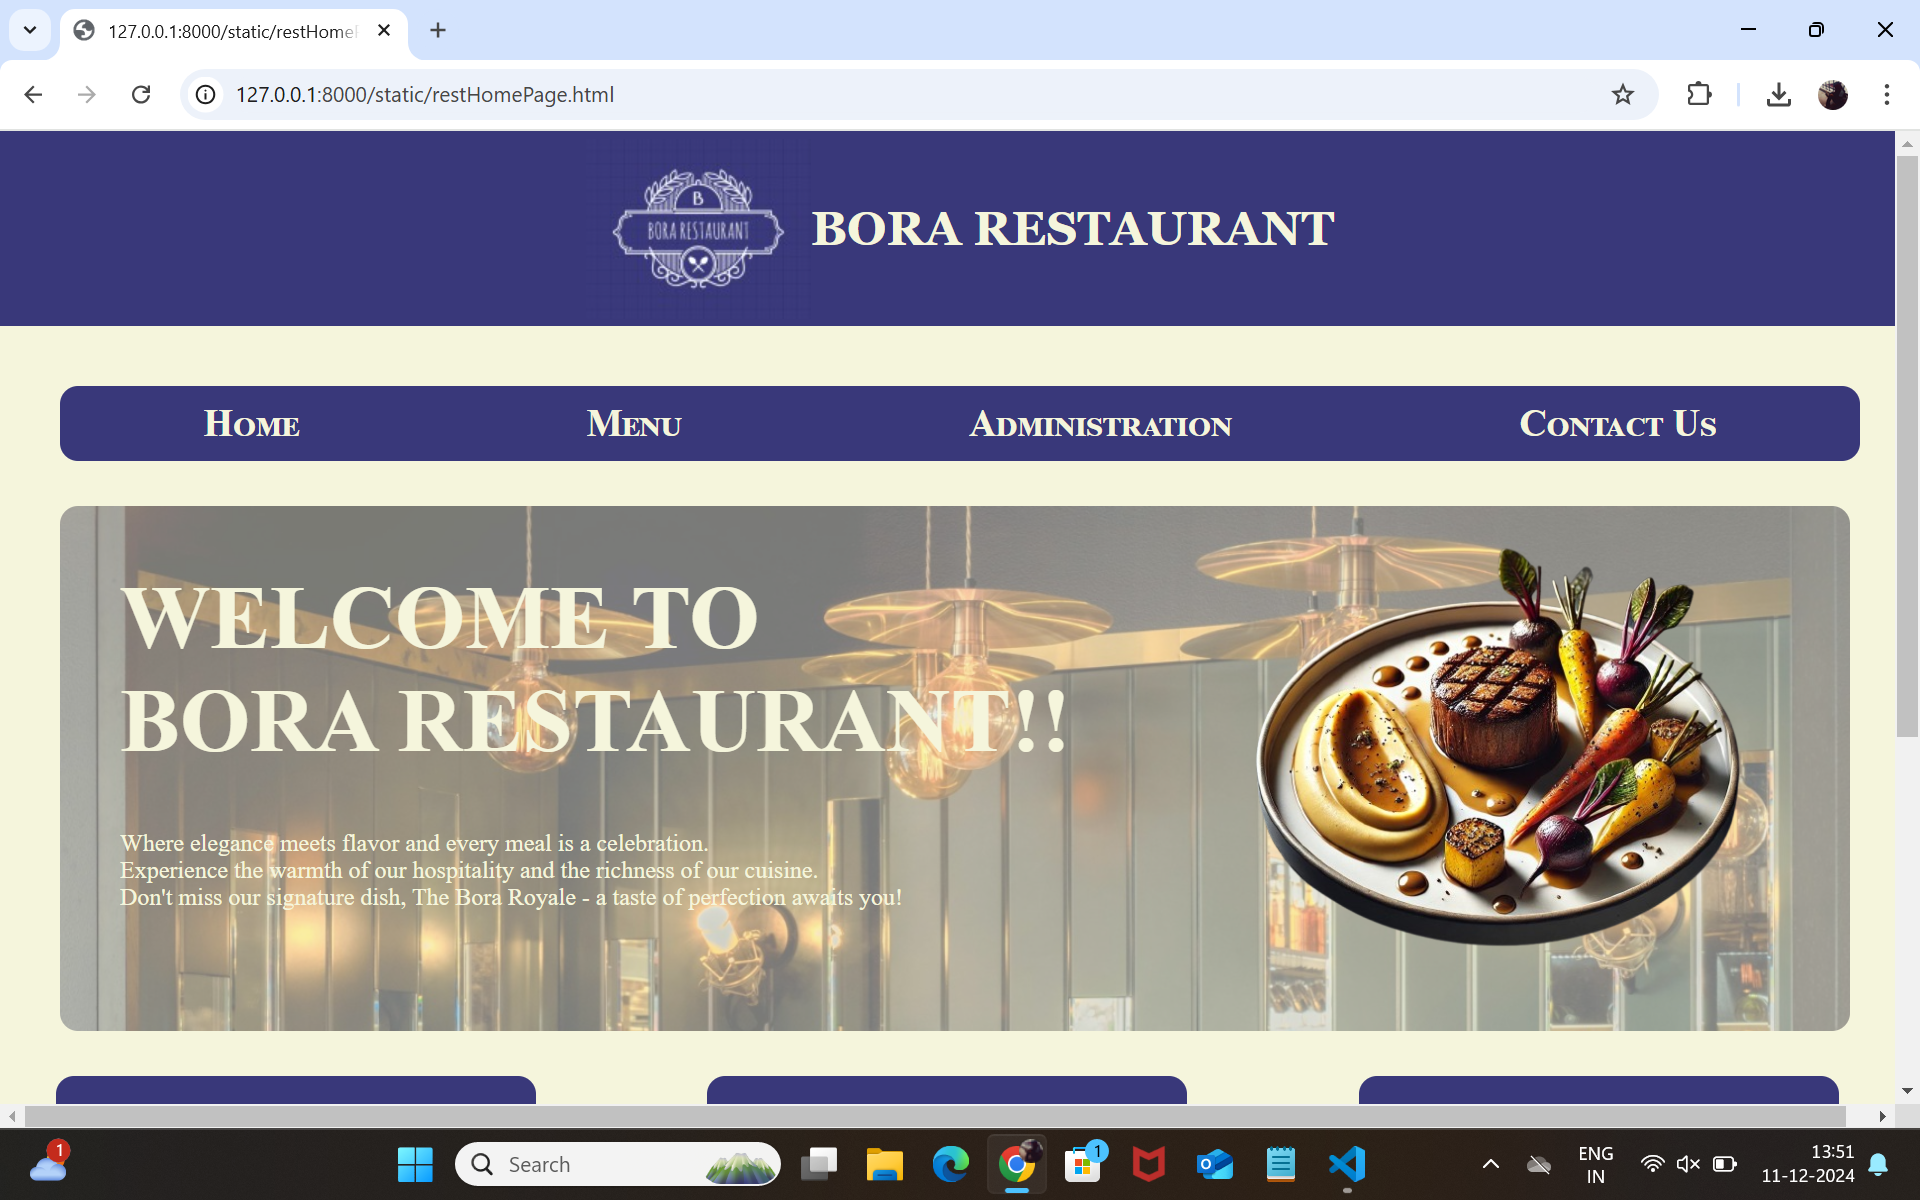 127.0.0.1:8000/static/restHome
127.0.0.1:8000/static/restHomePage.html
B
BORA RESTAURANT
BORA RESTAURANT
Home
Menu
Administration
Contact Us
WELCOME TO
BORA RESTAURANT!!
Where elegance meets flavor and every meal is a celebration.
Experience the warmth of our hospitality and the richness of our cuisine.
Don't miss our signature dish, The Bora Royale - a taste of perfection awaits you!
1
Search
1
ENG
IN
13:51
11-12-2024